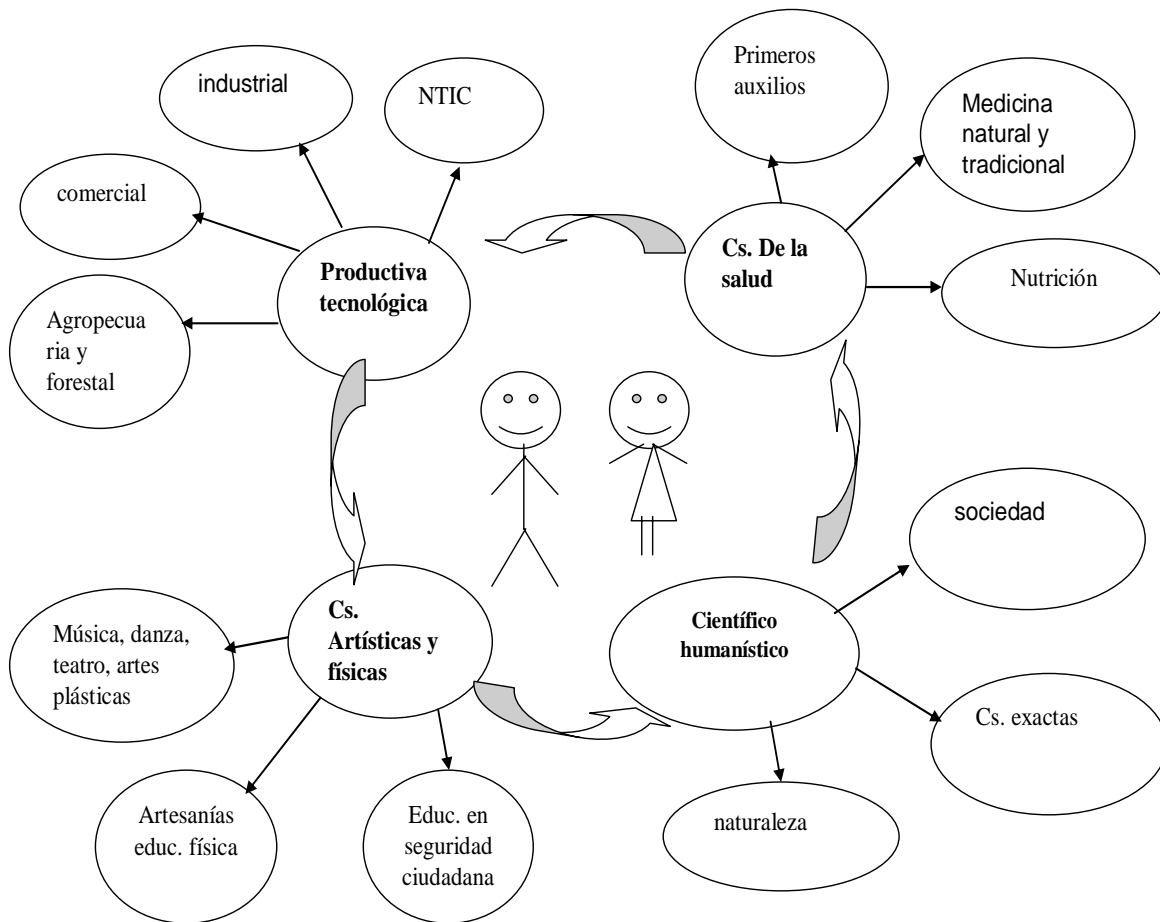 industrial
NTIC
comercial
Agropecua
ria y
forestal
Productiva
tecnológica
Primeros
auxilios
Medicina
natural y
tradicional
Cs. De la
salud
Nutrición
Cs.
Artísticas y
físicas
Música, danza,
teatro, artes
plásticas
Artesanías
educ. física
Educ. en
seguridad
ciudadana
Científico
humanístico
sociedad
Cs. exactas
naturaleza